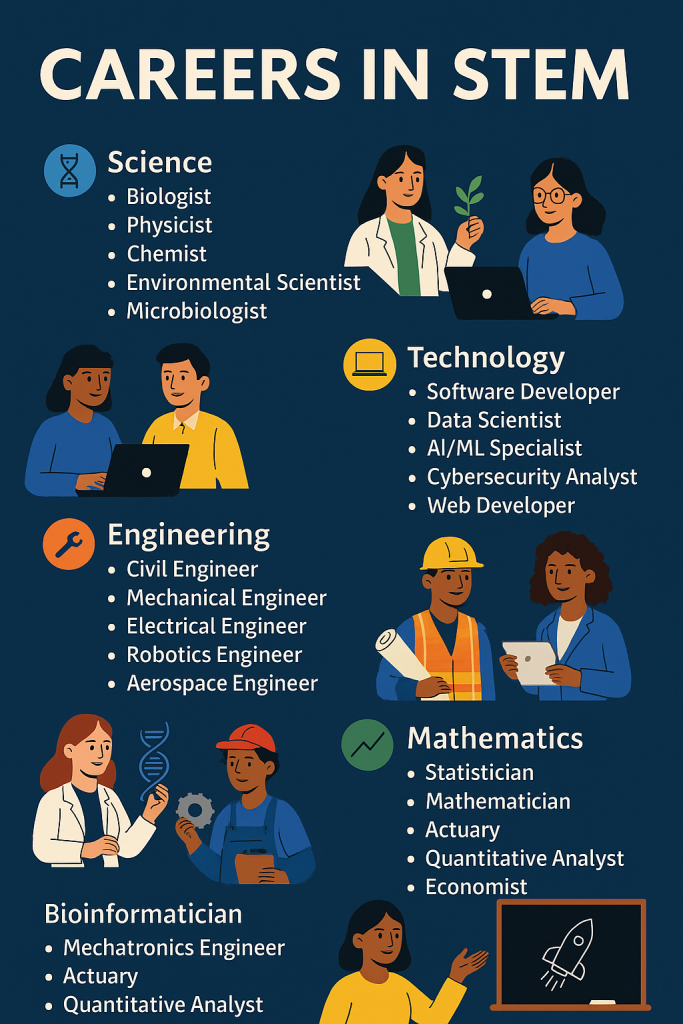 CAREERS IN STEM
Science
• Biologist
• Physicist
• Chemist
• Environmental Scientist
• Microbiologist
Technology
• Software Developer
• Data Scientist
• AI/ML Specialist
• Cybersecurity Analyst
• Web Developer
Engineering
• Civil Engineer
• Mechanical Engineer
• Electrical Engineer
• Robotics Engineer
• Aerospace Engineer
Mathematics
• Statistician
• Mathematician
• Actuary
• Quantitative Analyst
• Economist
Bioinformatician
• Mechatronics Engineer
• Actuary
• Quantitative Analyst